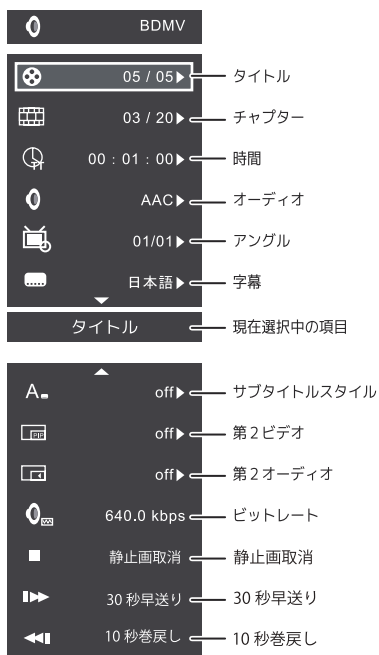 BDMV
05 / 05 タイトル
03 / 20 チャプター
00 : 01 : 00 時間
AAC オーディオ
01/01 アングル
日本語 字幕
タイトル 現在選択中の項目
A off サブタイトルスタイル
PIP off 第2ビデオ
off 第2オーディオ
640.0 kbps ビットレート
静止画取消 静止画取消
30 秒早送り 30 秒早送り
10 秒巻戻し 10 秒巻戻し